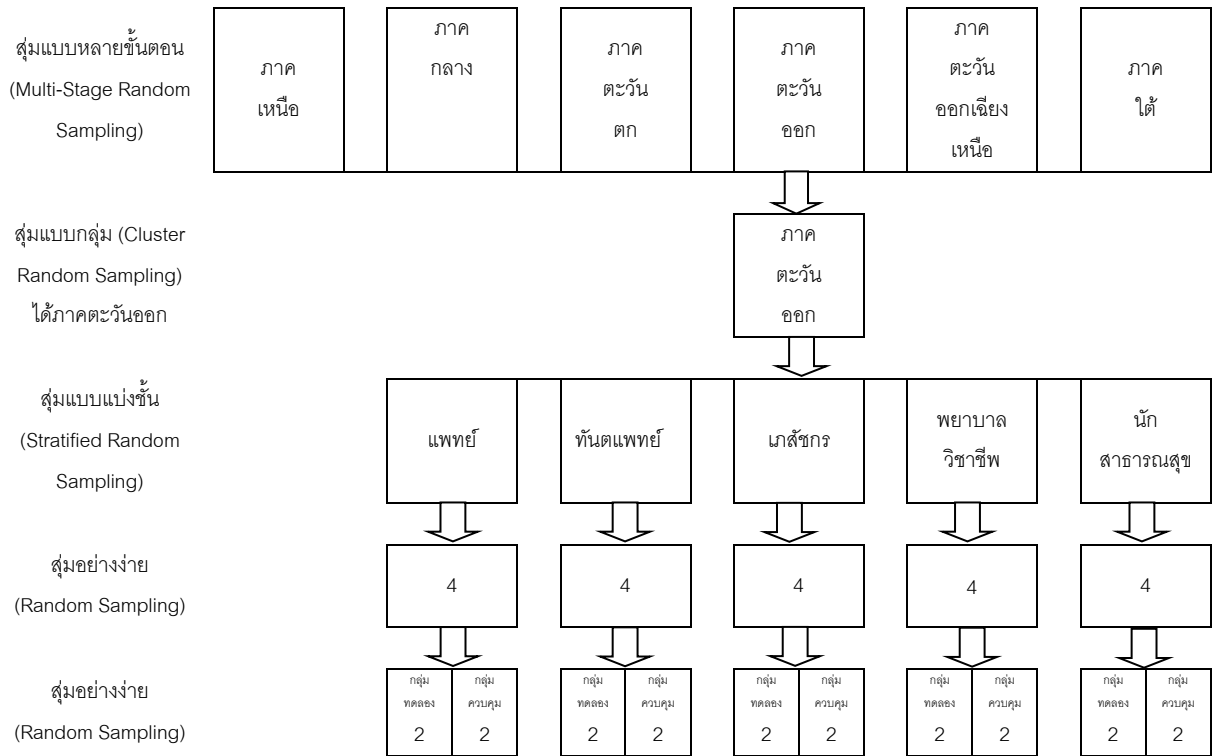 สุ่มแบบหลายขั้นตอน
(Multi-Stage Random
Sampling)
ภาค
เหนือ
ภาค
กลาง
ภาค
ตะวัน
ตก
ภาค
ตะวัน
ออก
ภาค
ตะวัน
ออกเฉียง
เหนือ
ภาค
ใต้
สุ่มแบบกลุ่ม (Cluster
Random Sampling)
ได้ภาคตะวันออก
ภาค
ตะวัน
ออก
สุ่มแบบแบ่งชั้น
(Stratified Random
Sampling)
แพทย์
ทันตแพทย์
เภสัชกร
พยาบาล
วิชาชีพ
นัก
สาธารณสุข
สุ่มอย่างง่าย
(Random Sampling)
4
4
4
4
4
สุ่มอย่างง่าย
(Random Sampling)
กลุ่ม
ทดลอง
2
กลุ่ม
ควบคุม
2
กลุ่ม
ทดลอง
2
กลุ่ม
ควบคุม
2
กลุ่ม
ทดลอง
2
กลุ่ม
ควบคุม
2
กลุ่ม
ทดลอง
2
กลุ่ม
ควบคุม
2
กลุ่ม
ทดลอง
2
กลุ่ม
ควบคุม
2